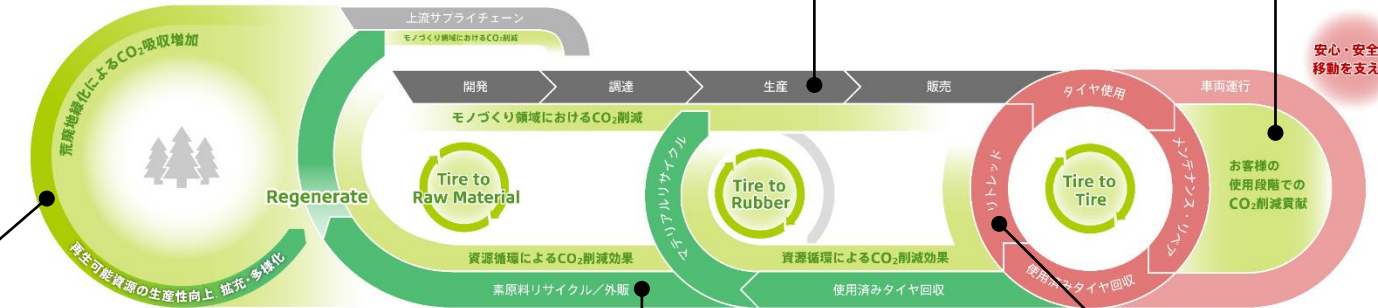 上流サプライチェーン
モノづくり領域におけるCO₂削減
荒廃地緑化によるCO₂吸収増加
開発
調達
生産
販売
モノづくり領域におけるCO₂削減
タイヤ使用
車両運行
安心・安全
移動を支え
Regenerate
Tire to
Raw Material
マテリアルリサイクル
Tire to
Rubber
リトレッド
Tire to
Tire
メンテナンス・リペア
お客様の
使用段階での
CO₂削減貢献
再生可能資源の生産性向上、拡充・多様化
資源循環によるCO₂削減効果
資源循環によるCO₂削減効果
使用済みタイヤ回収
素原料リサイクル／外販
使用済みタイヤ回収